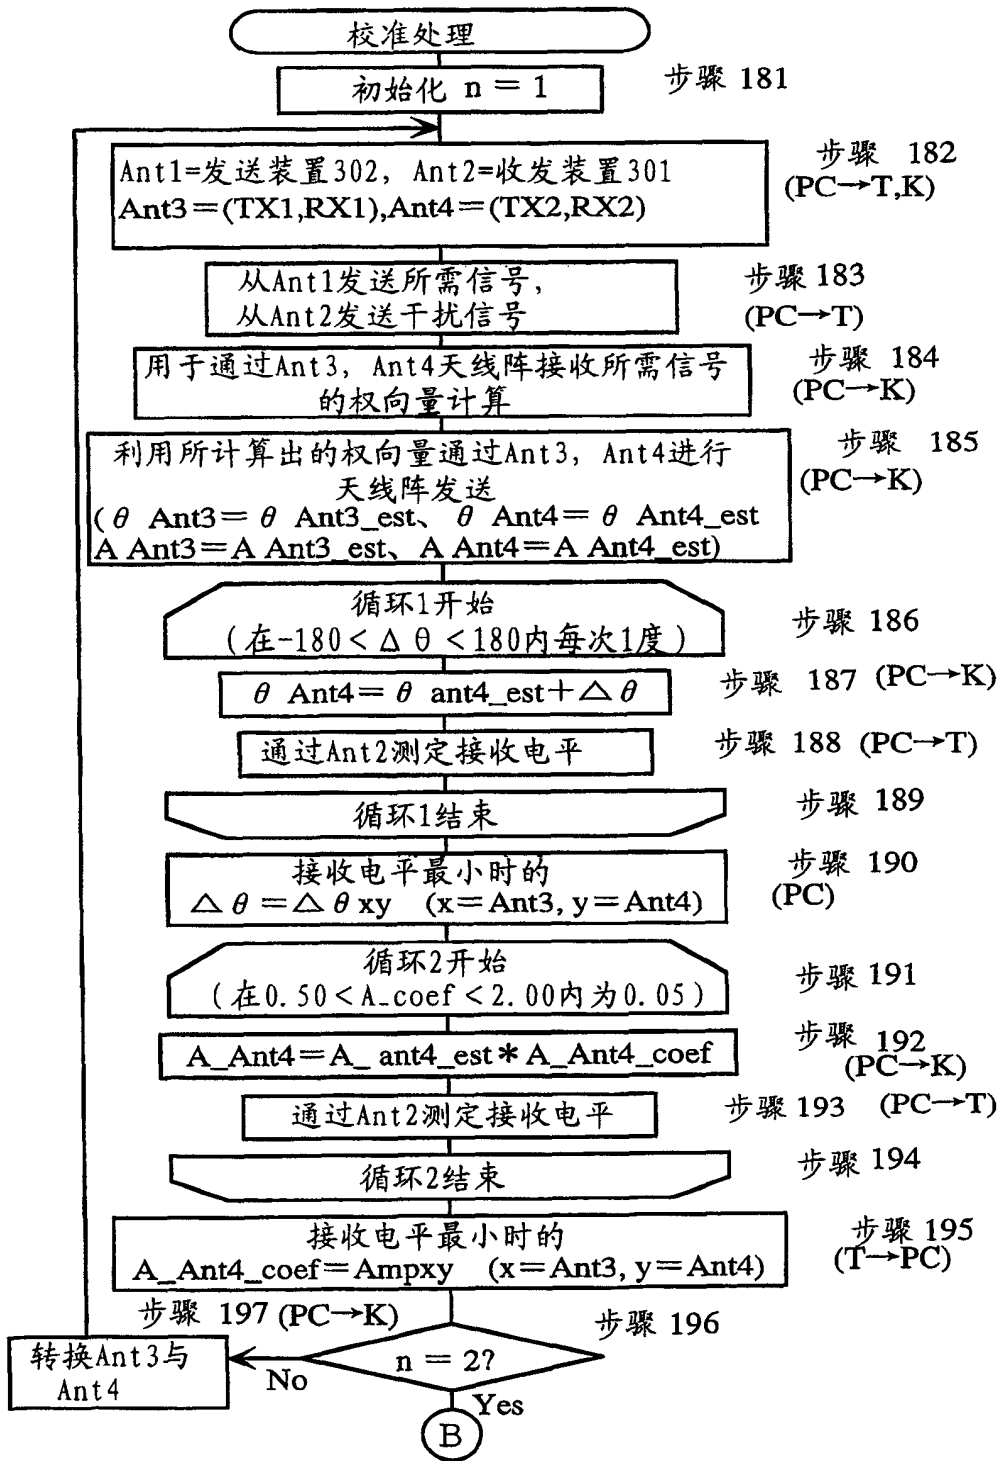 校准处理
初始化 n = 1
步骤 181
Ant1=发送装置302, Ant2=收发装置301
Ant3=(TX1,RX1),Ant4=(TX2,RX2)
步骤 182
(PC→T,K)
从Ant1发送所需信号,
从Ant2发送干扰信号
步骤 183
(PC→T)
用于通过Ant3, Ant4天线阵接收所需信号
的权向量计算
步骤 184
(PC→K)
利用所计算出的权向量通过Ant3, Ant4进行
天线阵发送
(θ Ant3=θ Ant3_est、θ Ant4=θ Ant4_est
A Ant3=A Ant3_est、A Ant4=A Ant4_est)
步骤 185
(PC→K)
循环1开始
(在-180<△θ<180内每次1度)
步骤 186
θ Ant4=θ ant4_est+△θ
步骤 187 (PC→K)
通过Ant2测定接收电平
步骤 188 (PC→T)
循环1结束
步骤 189
接收电平最小时的
△θ=△θxy (x=Ant3, y=Ant4)
步骤 190
(PC)
循环2开始
(在0.50<A_coef<2.00内为0.05)
步骤 191
A_Ant4=A_ ant4_est*A_Ant4_coef
步骤 192
(PC→K)
通过Ant2测定接收电平
步骤 193 (PC→T)
循环2结束
步骤 194
接收电平最小时的
A_Ant4_coef=Ampxy (x=Ant3, y=Ant4)
步骤 195
(T→PC)
步骤 197 (PC→K)
步骤 196
转换Ant3与
Ant4
No
n = 2?
Yes
B